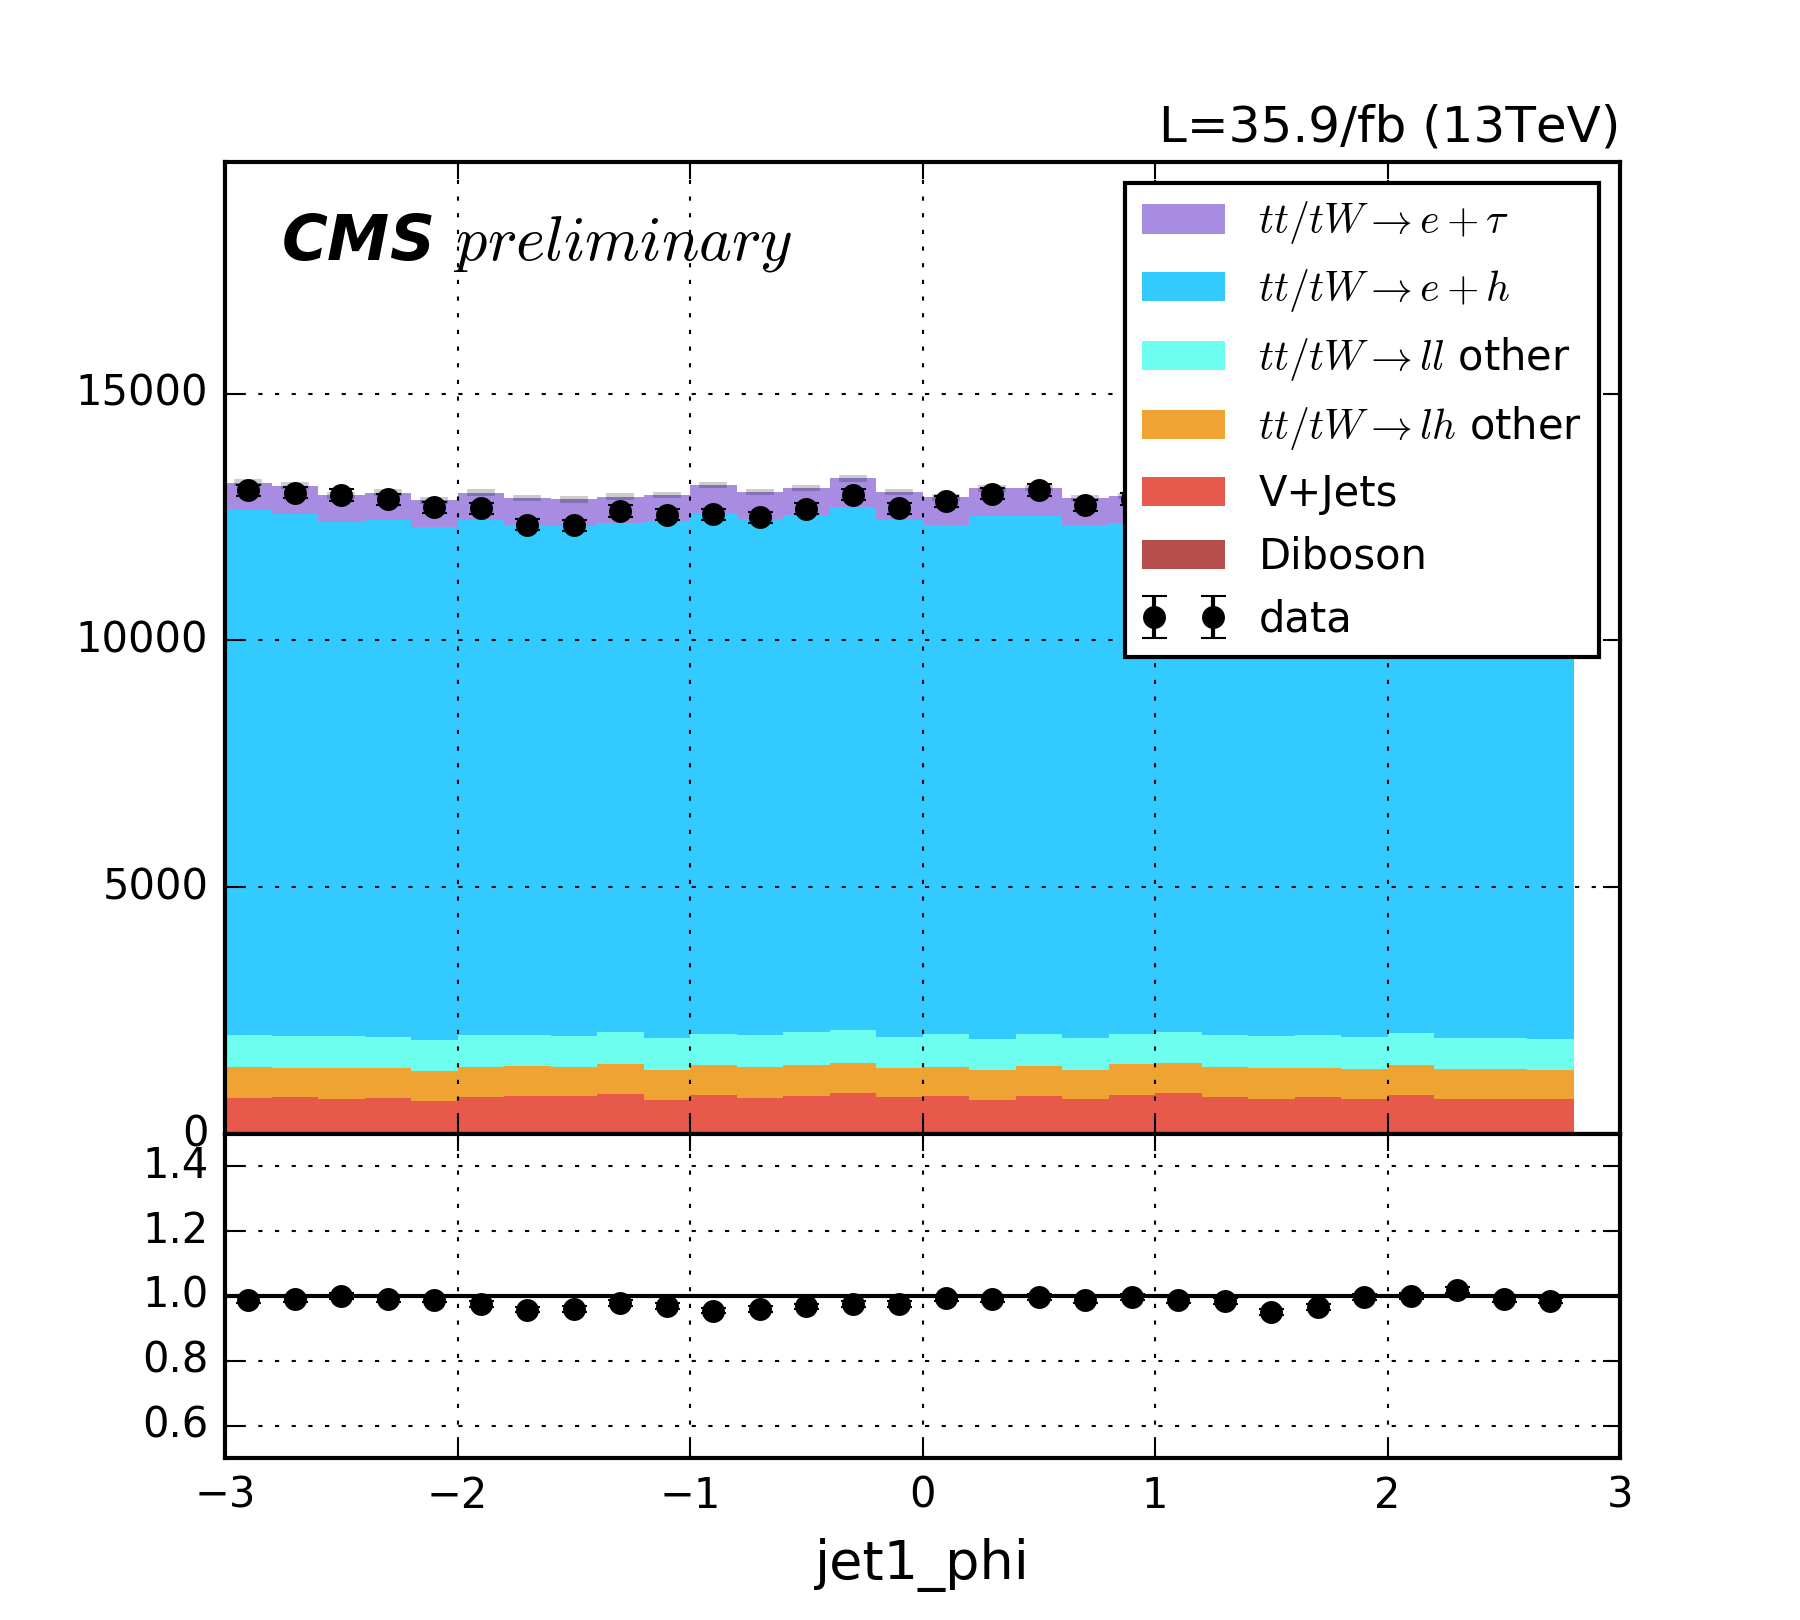 L=35.9/fb (13TeV)
CMS preliminary
tt/tW→e+τ
tt/tW→e+h
tt/tW→ll other
tt/tW→lh other
V+Jets
Diboson
data
15000
10000
5000
0
1.4
1.2
1.0
0.8
0.6
−3 −2 −1 0 1 2 3
jet1_phi